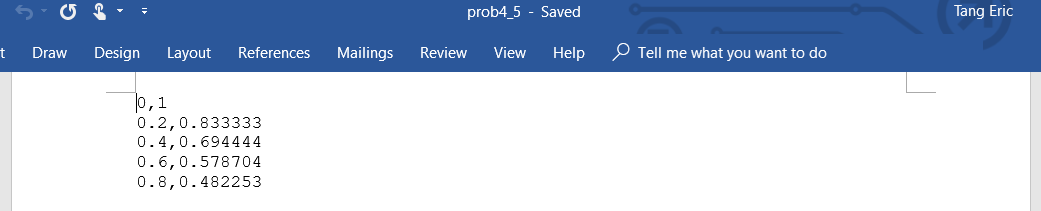 prob4_5 - Saved
Tang Eric
t Draw Design Layout References Mailings Review View Help Tell me what you want to do
0,1
0.2,0.833333
0.4,0.694444
0.6,0.578704
0.8,0.482253